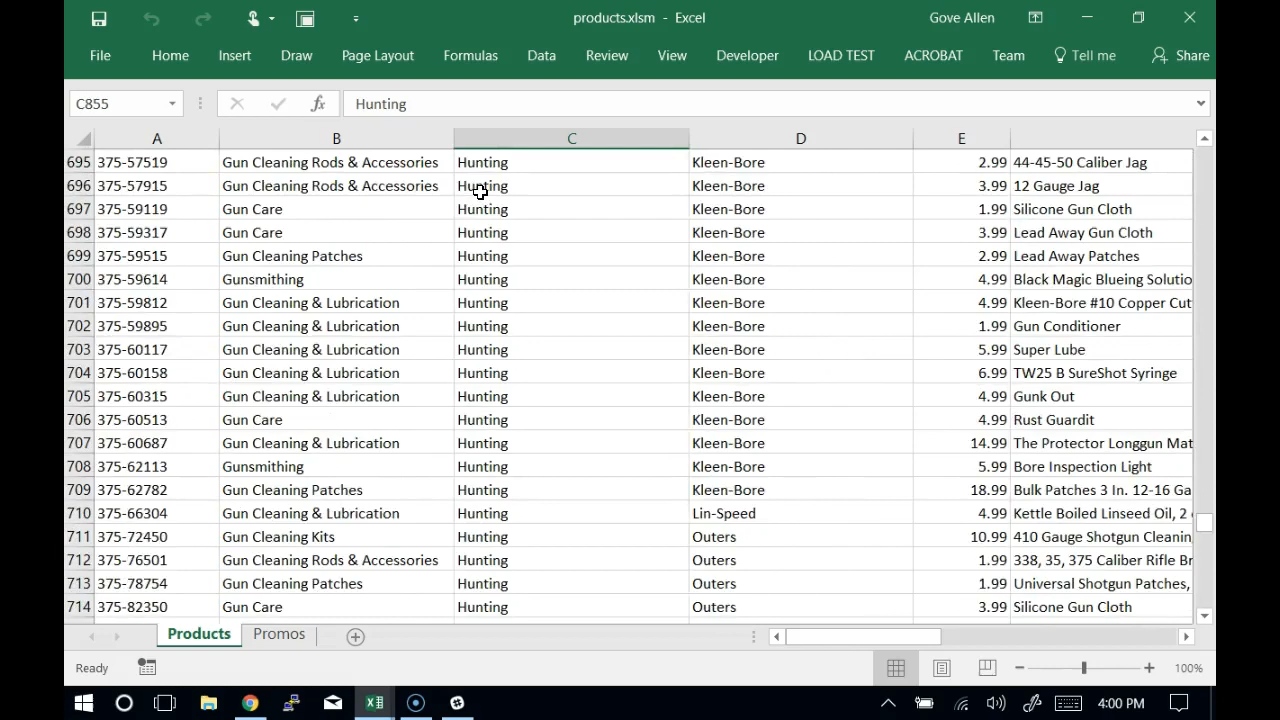 products.xlsm - Excel
Gove Allen
File Home Insert Draw Page Layout Formulas Data Review View Developer LOAD TEST ACROBAT Team Tell me Share
C855 fx Hunting
A B C D E
695 375-57519 Gun Cleaning Rods & Accessories Hunting Kleen-Bore 2.99 44-45-50 Caliber Jag
696 375-57915 Gun Cleaning Rods & Accessories Hunting Kleen-Bore 3.99 12 Gauge Jag
697 375-59119 Gun Care Hunting Kleen-Bore 1.99 Silicone Gun Cloth
698 375-59317 Gun Care Hunting Kleen-Bore 3.99 Lead Away Gun Cloth
699 375-59515 Gun Cleaning Patches Hunting Kleen-Bore 2.99 Lead Away Patches
700 375-59614 Gunsmithing Hunting Kleen-Bore 4.99 Black Magic Blueing Solutio
701 375-59812 Gun Cleaning & Lubrication Hunting Kleen-Bore 4.99 Kleen-Bore #10 Copper Cut
702 375-59895 Gun Cleaning & Lubrication Hunting Kleen-Bore 1.99 Gun Conditioner
703 375-60117 Gun Cleaning & Lubrication Hunting Kleen-Bore 5.99 Super Lube
704 375-60158 Gun Cleaning & Lubrication Hunting Kleen-Bore 6.99 TW25 B SureShot Syringe
705 375-60315 Gun Cleaning & Lubrication Hunting Kleen-Bore 4.99 Gunk Out
706 375-60513 Gun Care Hunting Kleen-Bore 4.99 Rust Guardit
707 375-60687 Gun Cleaning & Lubrication Hunting Kleen-Bore 14.99 The Protector Longgun Mat
708 375-62113 Gunsmithing Hunting Kleen-Bore 5.99 Bore Inspection Light
709 375-62782 Gun Cleaning Patches Hunting Kleen-Bore 18.99 Bulk Patches 3 In. 12-16 Ga
710 375-66304 Gun Cleaning & Lubrication Hunting Lin-Speed 4.99 Kettle Boiled Linseed Oil, 2
711 375-72450 Gun Cleaning Kits Hunting Outers 10.99 410 Gauge Shotgun Cleanin
712 375-76501 Gun Cleaning Rods & Accessories Hunting Outers 1.99 338, 35, 375 Caliber Rifle Br
713 375-78754 Gun Cleaning Patches Hunting Outers 1.99 Universal Shotgun Patches,
714 375-82350 Gun Care Hunting Outers 3.99 Silicone Gun Cloth
Products Promos
Ready 100%
4:00 PM